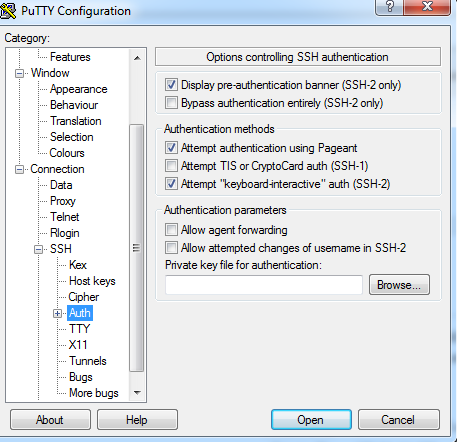 PuTTY Configuration
Category:
Features
Window
Appearance
Behaviour
Translation
Selection
Colours
Connection
Data
Proxy
Telnet
Rlogin
SSH
Kex
Host keys
Cipher
Auth
TTY
X11
Tunnels
Bugs
More bugs
Options controlling SSH authentication
Display pre-authentication banner (SSH-2 only)
Bypass authentication entirely (SSH-2 only)
Authentication methods
Attempt authentication using Pageant
Attempt TIS or CryptoCard auth (SSH-1)
Attempt "keyboard-interactive" auth (SSH-2)
Authentication parameters
Allow agent forwarding
Allow attempted changes of username in SSH-2
Private key file for authentication:
Browse...
About
Help
Open
Cancel